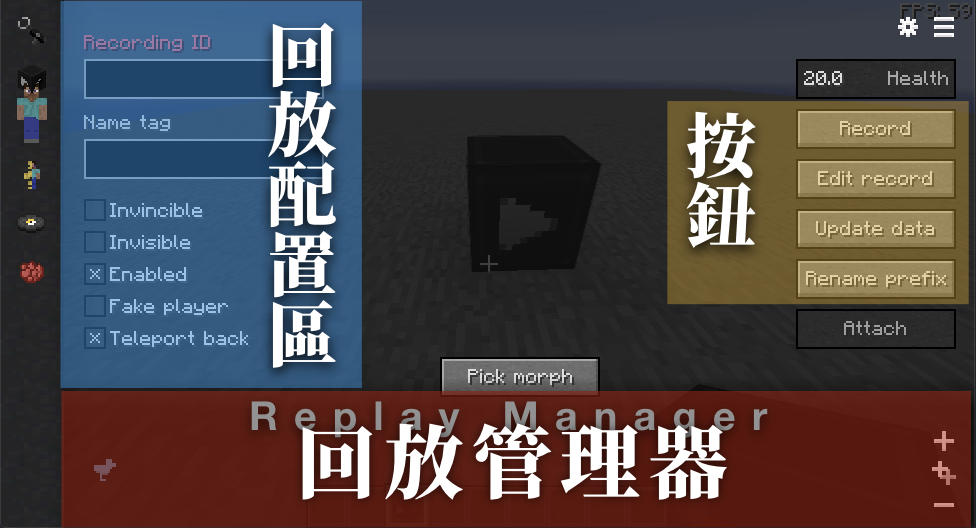 FPS: 59
Recording ID
Name tag
Invincible
Invisible
Enabled
Fake player
Teleport back
回放配置區
20.0 Health
按鈕
Record
Edit record
Update data
Rename prefix
Attach
Pick morph
Replay Manager
回放管理器